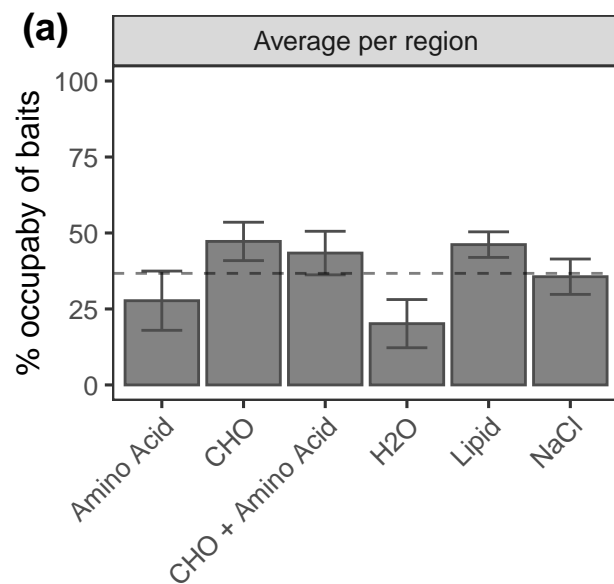 (a)
Average per region
% occupaby of baits
100
75
50
25
0
Amino Acid
CHO
CHO + Amino Acid
H2O
Lipid
NaCl